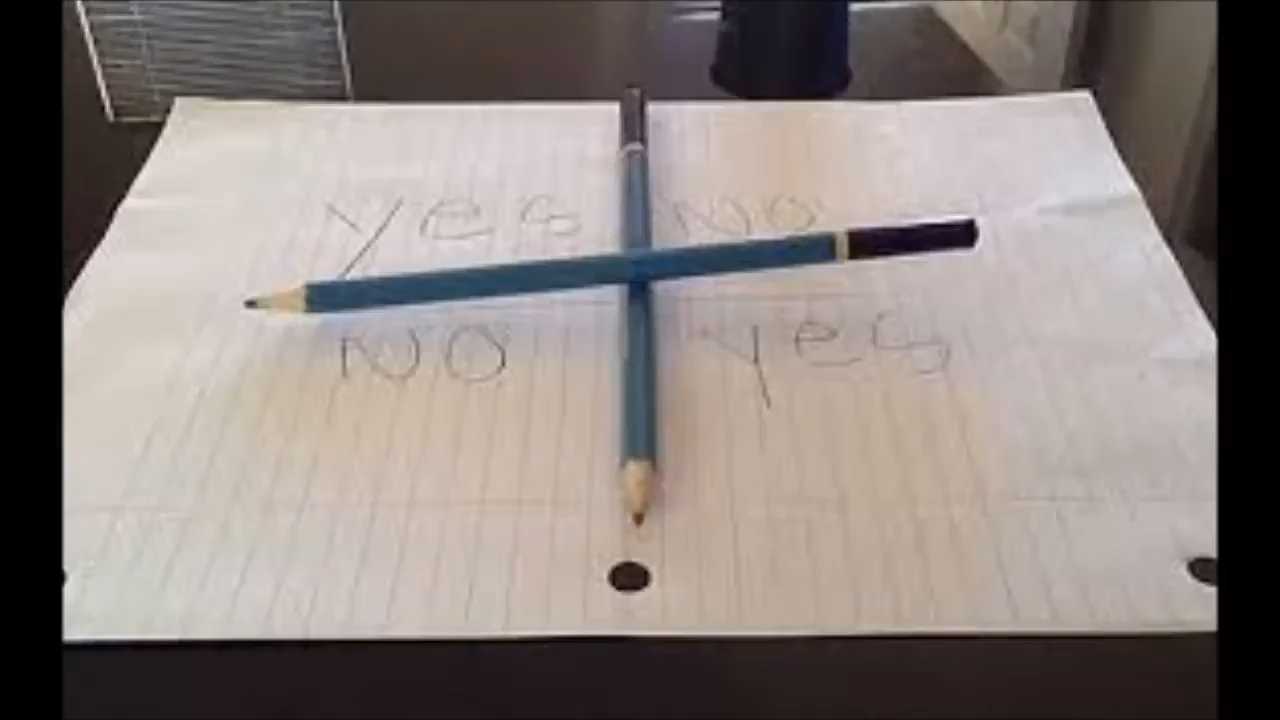 yes NO
NO yes